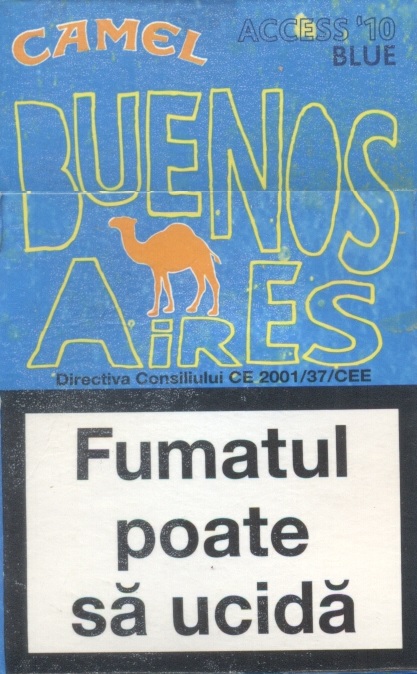 CAMEL
ACCESS '10
BLUE
BUENOS
AiRES
Directiva Consiliului CE 2001/37/CEE
Fumatul
poate
să ucidă